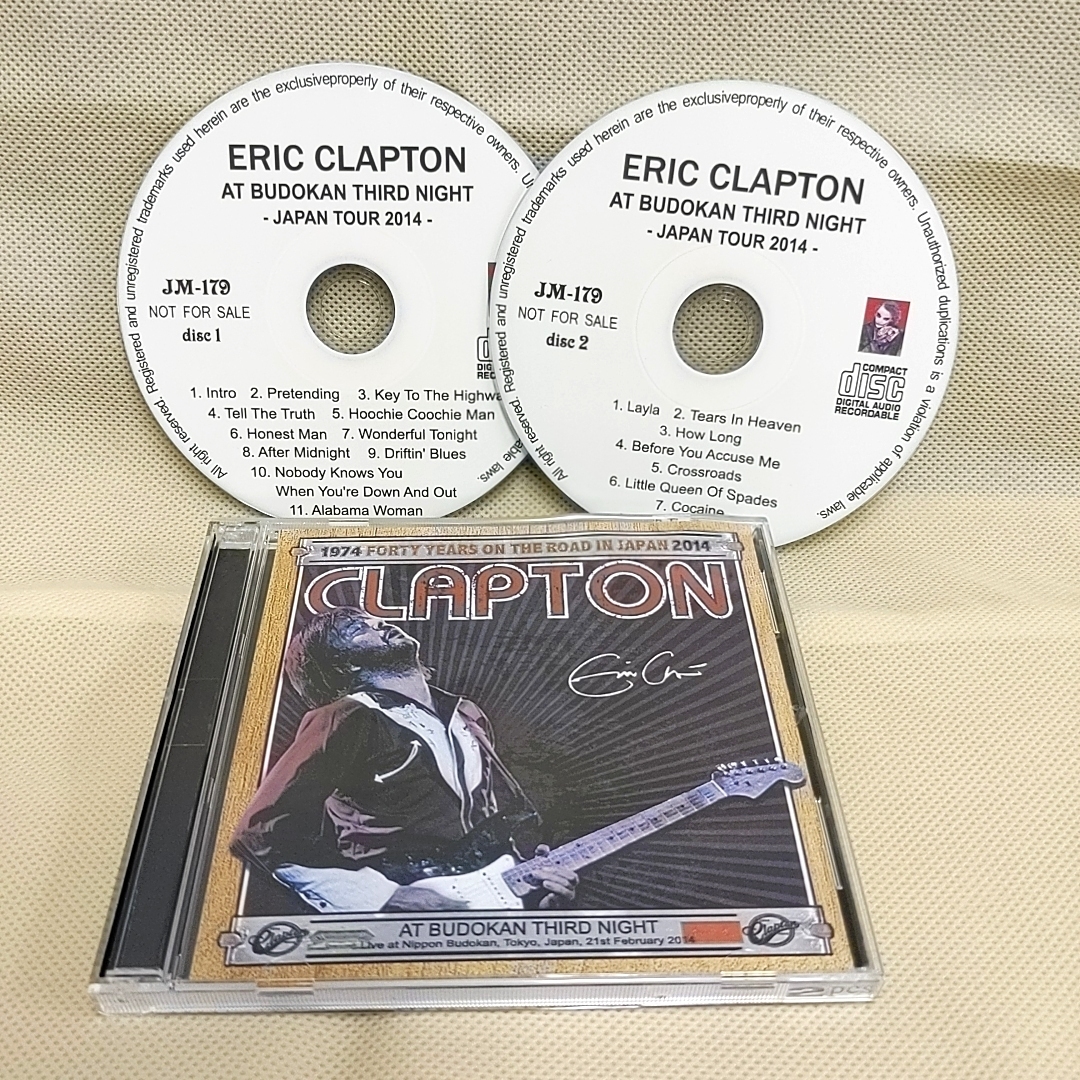 All right reserved. Registered and unregistered trademarks used herein are the exclusiveproperly of their respective owners.
ERIC CLAPTON
AT BUDOKAN THIRD NIGHT
- JAPAN TOUR 2014 -
JM-179
NOT FOR SALE
disc 1
1. Intro 2. Pretending 3. Key To The Highwa
4. Tell The Truth 5. Hoochie Coochie Man
6. Honest Man 7. Wonderful Tonight
8. After Midnight 9. Driftin' Blues
10. Nobody Knows You
When You're Down And Out
11. Alabama Woman
All right reserved. Registered and unregistered trademarks used herein are the exclusiveproperly of their respective owners. Unauthorized duplications is a violation of applicable laws.
ERIC CLAPTON
AT BUDOKAN THIRD NIGHT
- JAPAN TOUR 2014 -
JM-179
NOT FOR SALE
disc 2
COMPACT
disc
DIGITAL AUDIO
RECORDABLE
1. Layla 2. Tears In Heaven
3. How Long
4. Before You Accuse Me
5. Crossroads
6. Little Queen Of Spades
7. Cocaine
1974 FORTY YEARS ON THE ROAD IN JAPAN 2014
CLAPTON
AT BUDOKAN THIRD NIGHT
Live at Nippon Budokan, Tokyo, Japan, 21st February 2014
Clapton
Clapton
2 pcs